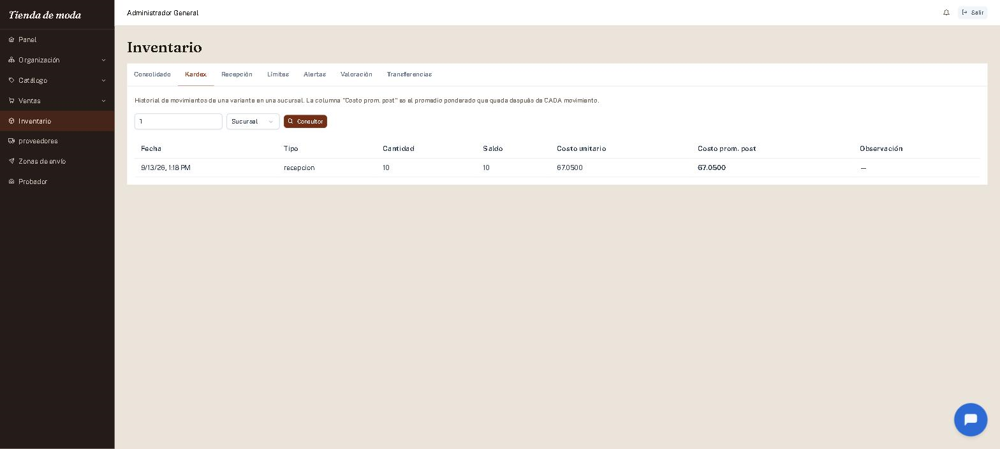 Tienda de moda
Administrador General
Salir
Panel
Organización
Catálogo
Ventas
Inventario
proveedores
Zonas de envío
Probador
Inventario
Consolidado Kardex Recepción Límites Alertas Valoración Transferencias
Historial de movimientos de una variante en una sucursal. La columna "Costo prom. post" es el promedio ponderado que queda después de CADA movimiento.
1 Sucursal Consultor
Fecha Tipo Cantidad Saldo Costo unitario Costo prom. post Observación
9/13/26, 1:18 PM recepcion 10 10 67.0500 67.0500 —